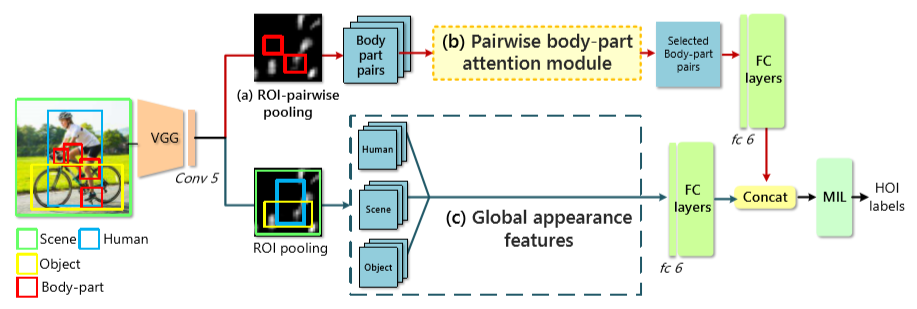 VGG
Conv 5
Scene
Human
Object
Body-part
(a) ROI-pairwise
pooling
ROI pooling
Body
part
pairs
(b) Pairwise body-part
attention module
Selected
Body-part
pairs
FC
layers
fc 6
Human
Scene
Object
(c) Global appearance
features
FC
layers
fc 6
Concat
MIL
HOI
labels